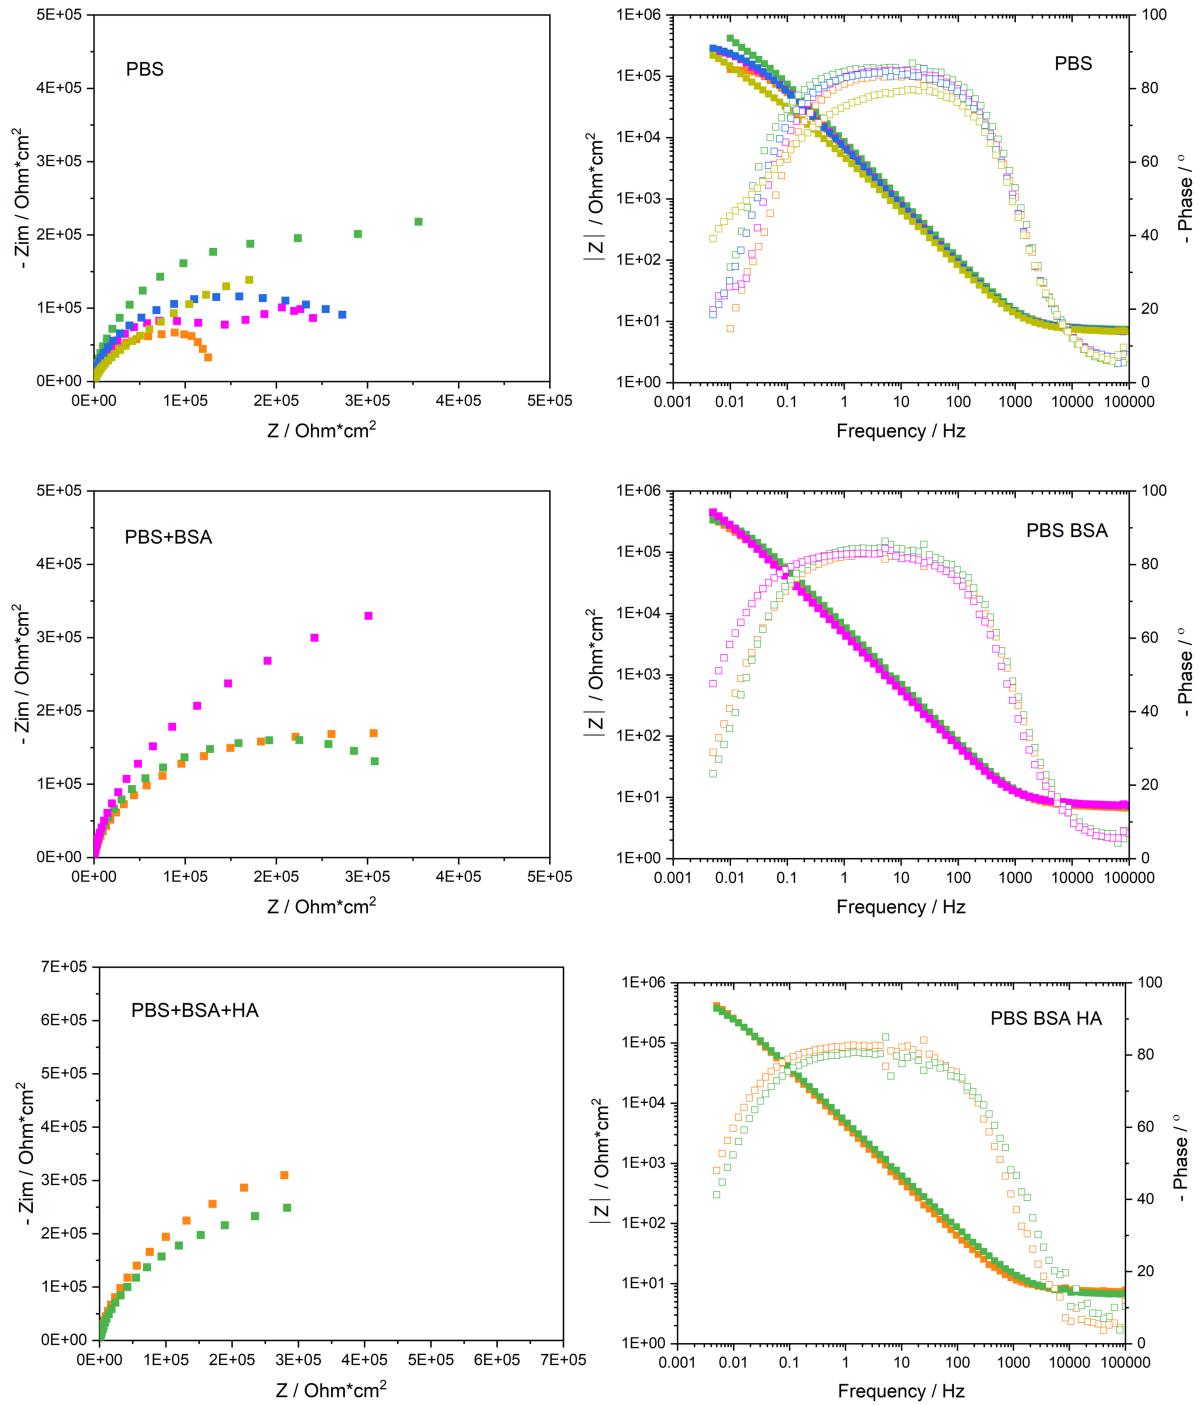 5E+05
4E+05
3E+05
2E+05
1E+05
0E+00
- Zim / Ohm*cm2
PBS
0E+00 1E+05 2E+05 3E+05 4E+05 5E+05
Z / Ohm*cm2
1E+06
1E+05
1E+04
1E+03
1E+02
1E+01
1E+00
|Z| / Ohm*cm2
PBS
100
80
60
40
20
0
- Phase / º
0.001 0.01 0.1 1 10 100 1000 10000 100000
Frequency / Hz
5E+05
4E+05
3E+05
2E+05
1E+05
0E+00
- Zim / Ohm*cm2
PBS+BSA
0E+00 1E+05 2E+05 3E+05 4E+05 5E+05
Z / Ohm*cm2
1E+06
1E+05
1E+04
1E+03
1E+02
1E+01
1E+00
|Z| / Ohm*cm2
PBS BSA
100
80
60
40
20
0
- Phase / º
0.001 0.01 0.1 1 10 100 1000 10000 100000
Frequency / Hz
7E+05
6E+05
5E+05
4E+05
3E+05
2E+05
1E+05
0E+00
- Zim / Ohm*cm2
PBS+BSA+HA
0E+00 1E+05 2E+05 3E+05 4E+05 5E+05 6E+05 7E+05
Z / Ohm*cm2
1E+06
1E+05
1E+04
1E+03
1E+02
1E+01
1E+00
|Z| / Ohm*cm2
PBS BSA HA
100
80
60
40
20
0
- Phase / º
0.001 0.01 0.1 1 10 100 1000 10000 100000
Frequency / Hz